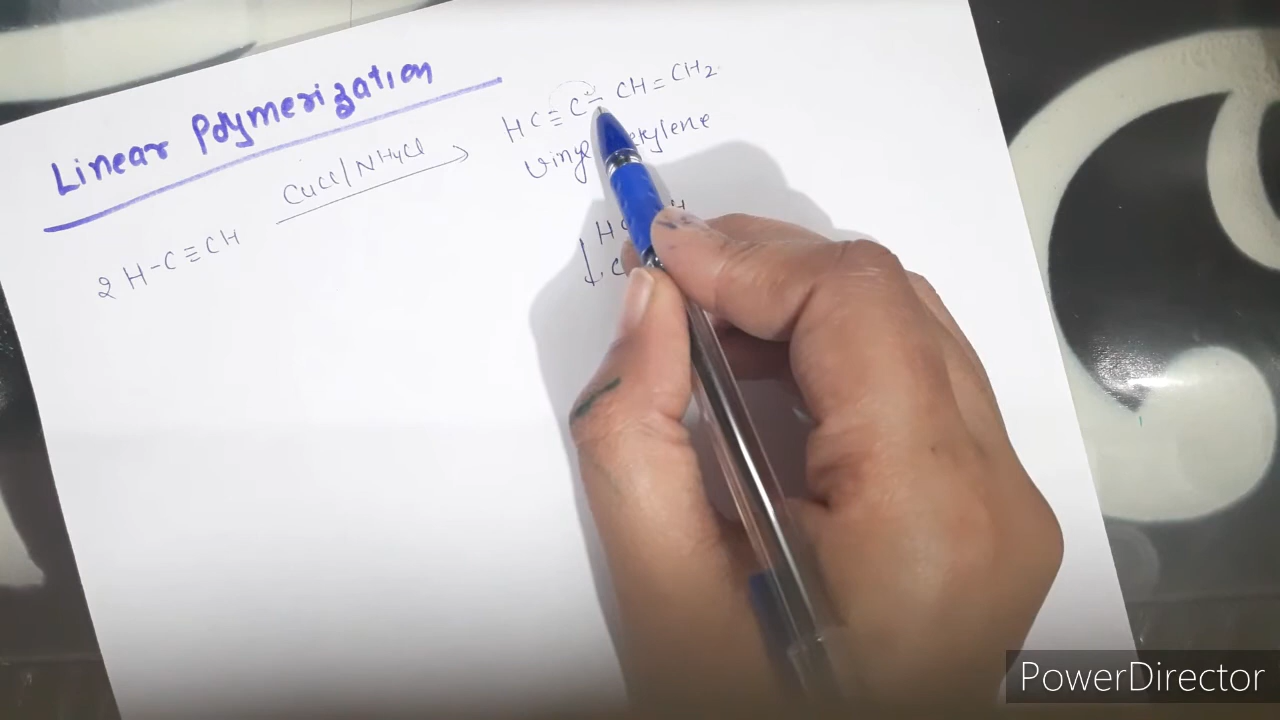 Linear Polymerization
2 H-C≡CH
CuCl/NH4Cl
HC≡C-CH=CH2
PowerDirector